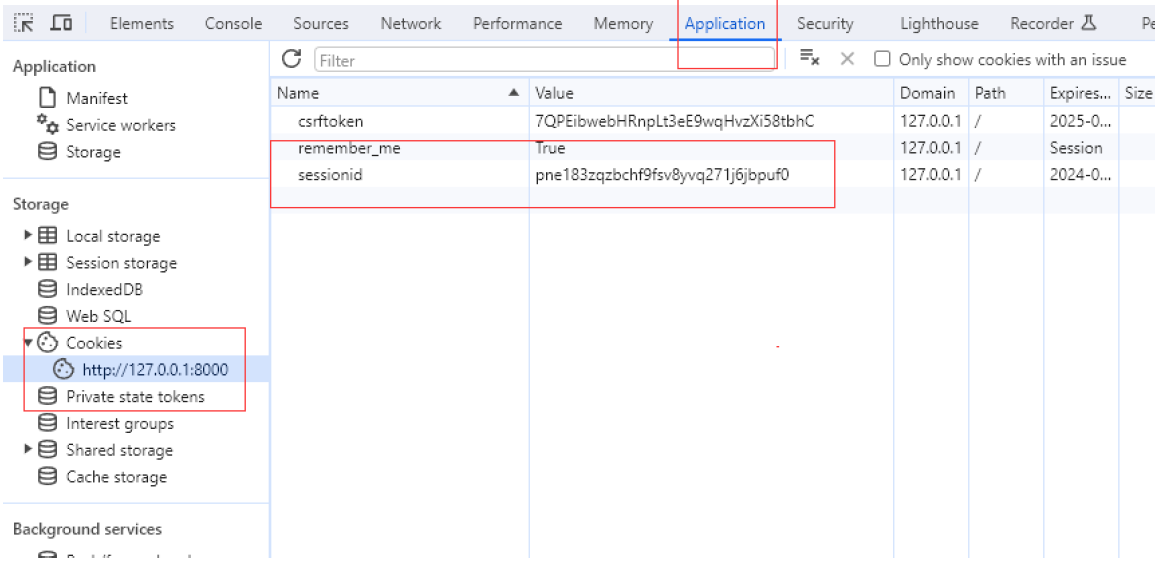 Elements Console Sources Network Performance Memory Application Security Lighthouse Recorder
Application
Manifest
Service workers
Storage
Storage
Local storage
Session storage
IndexedDB
Web SQL
Cookies
http://127.0.0.1:8000
Private state tokens
Interest groups
Shared storage
Cache storage
Background services
Filter Only show cookies with an issue
Name Value Domain Path Expires... Size
csrftoken 7QPEibwebHRnpLt3eE9wqHvzXi58tbhC 127.0.0.1 / 2025-0...
remember_me True 127.0.0.1 / Session
sessionid pne183zqzbchf9fsv8yvq271j6jbpuf0 127.0.0.1 / 2024-0...